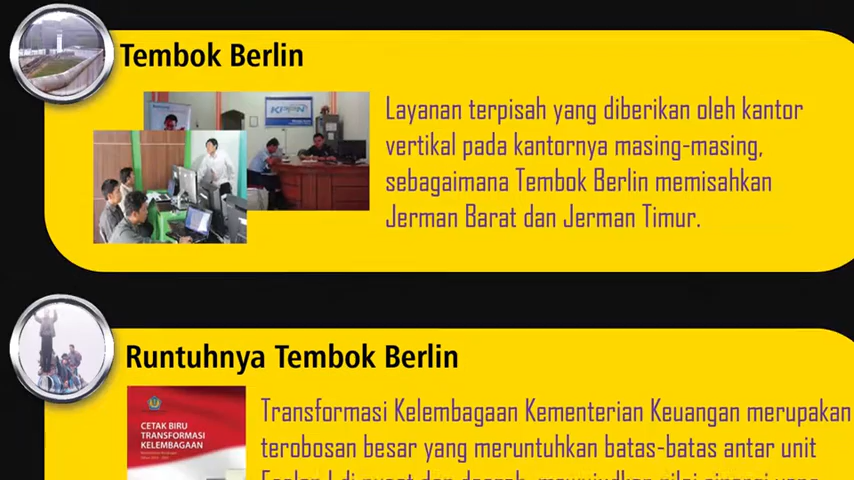 Tembok Berlin
KPPN
Layanan terpisah yang diberikan oleh kantor
vertikal pada kantornya masing-masing,
sebagaimana Tembok Berlin memisahkan
Jerman Barat dan Jerman Timur.
Runtuhnya Tembok Berlin
CETAK BIRU
TRANSFORMASI
KELEMBAGAAN
Transformasi Kelembagaan Kementerian Keuangan merupakan
terobosan besar yang meruntuhkan batas-batas antar unit